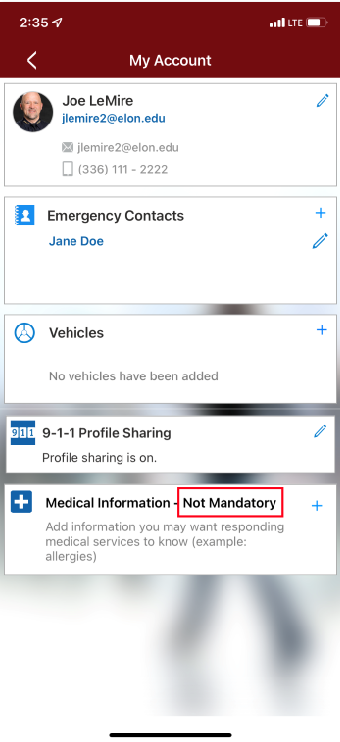 2:35 LTE
My Account
Joe LeMire
jlemire2@elon.edu
jlemire2@elon.edu
(336) 111 - 2222
Emergency Contacts
Jane Doe
Vehicles
No vehicles have been added
911 9-1-1 Profile Sharing
Profile sharing is on.
Medical Information - Not Mandatory
Add information you may want responding
medical services to know (example:
allergies)